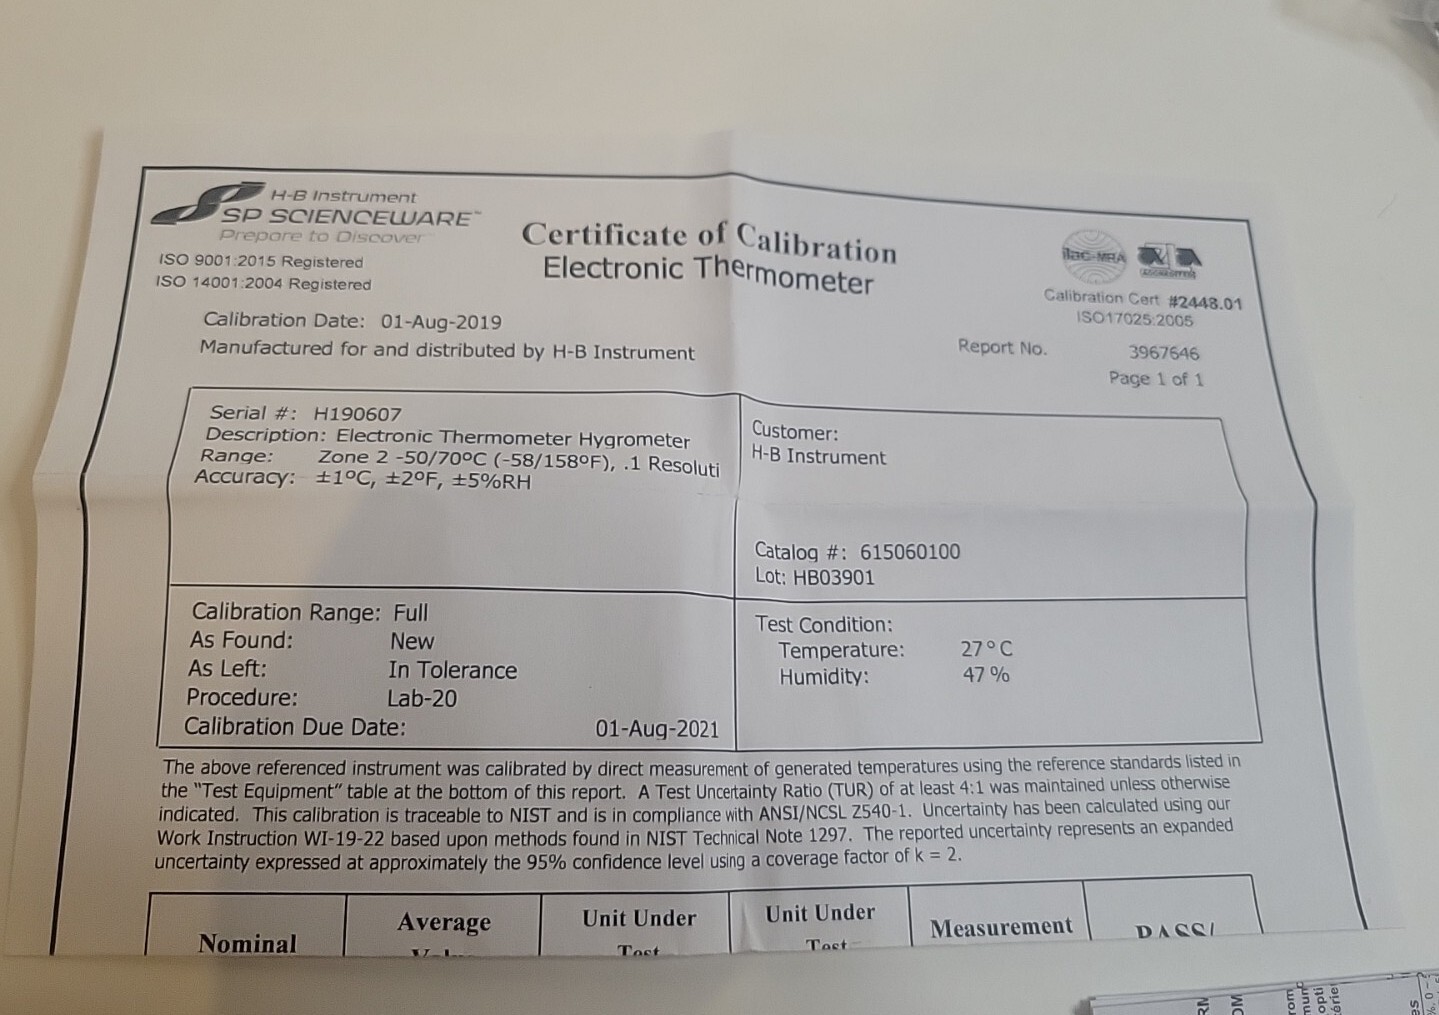 H-B Instrument
SP SCIENCEWARE™
Prepare to Discover
ISO 9001:2015 Registered
ISO 14001:2004 Registered
Certificate of Calibration
Electronic Thermometer
ilac-MRA
ACCREDITED
Calibration Cert #2448.01
ISO17025:2005
Calibration Date: 01-Aug-2019
Manufactured for and distributed by H-B Instrument
Report No. 3967646
Page 1 of 1
Serial #: H190607
Description: Electronic Thermometer Hygrometer
Range: Zone 2 -50/70ºC (-58/158ºF), .1 Resoluti
Accuracy: ±1ºC, ±2ºF, ±5%RH
Customer:
H-B Instrument
Catalog #: 615060100
Lot: HB03901
Calibration Range: Full
As Found: New
As Left: In Tolerance
Procedure: Lab-20
Calibration Due Date: 01-Aug-2021
Test Condition:
Temperature: 27 º C
Humidity: 47 %
The above referenced instrument was calibrated by direct measurement of generated temperatures using the reference standards listed in
the "Test Equipment" table at the bottom of this report. A Test Uncertainty Ratio (TUR) of at least 4:1 was maintained unless otherwise
indicated. This calibration is traceable to NIST and is in compliance with ANSI/NCSL Z540-1. Uncertainty has been calculated using our
Work Instruction WI-19-22 based upon methods found in NIST Technical Note 1297. The reported uncertainty represents an expanded
uncertainty expressed at approximately the 95% confidence level using a coverage factor of k = 2.
Nominal
Average
Unit Under
Test
Unit Under
Test
Measurement
PASS/